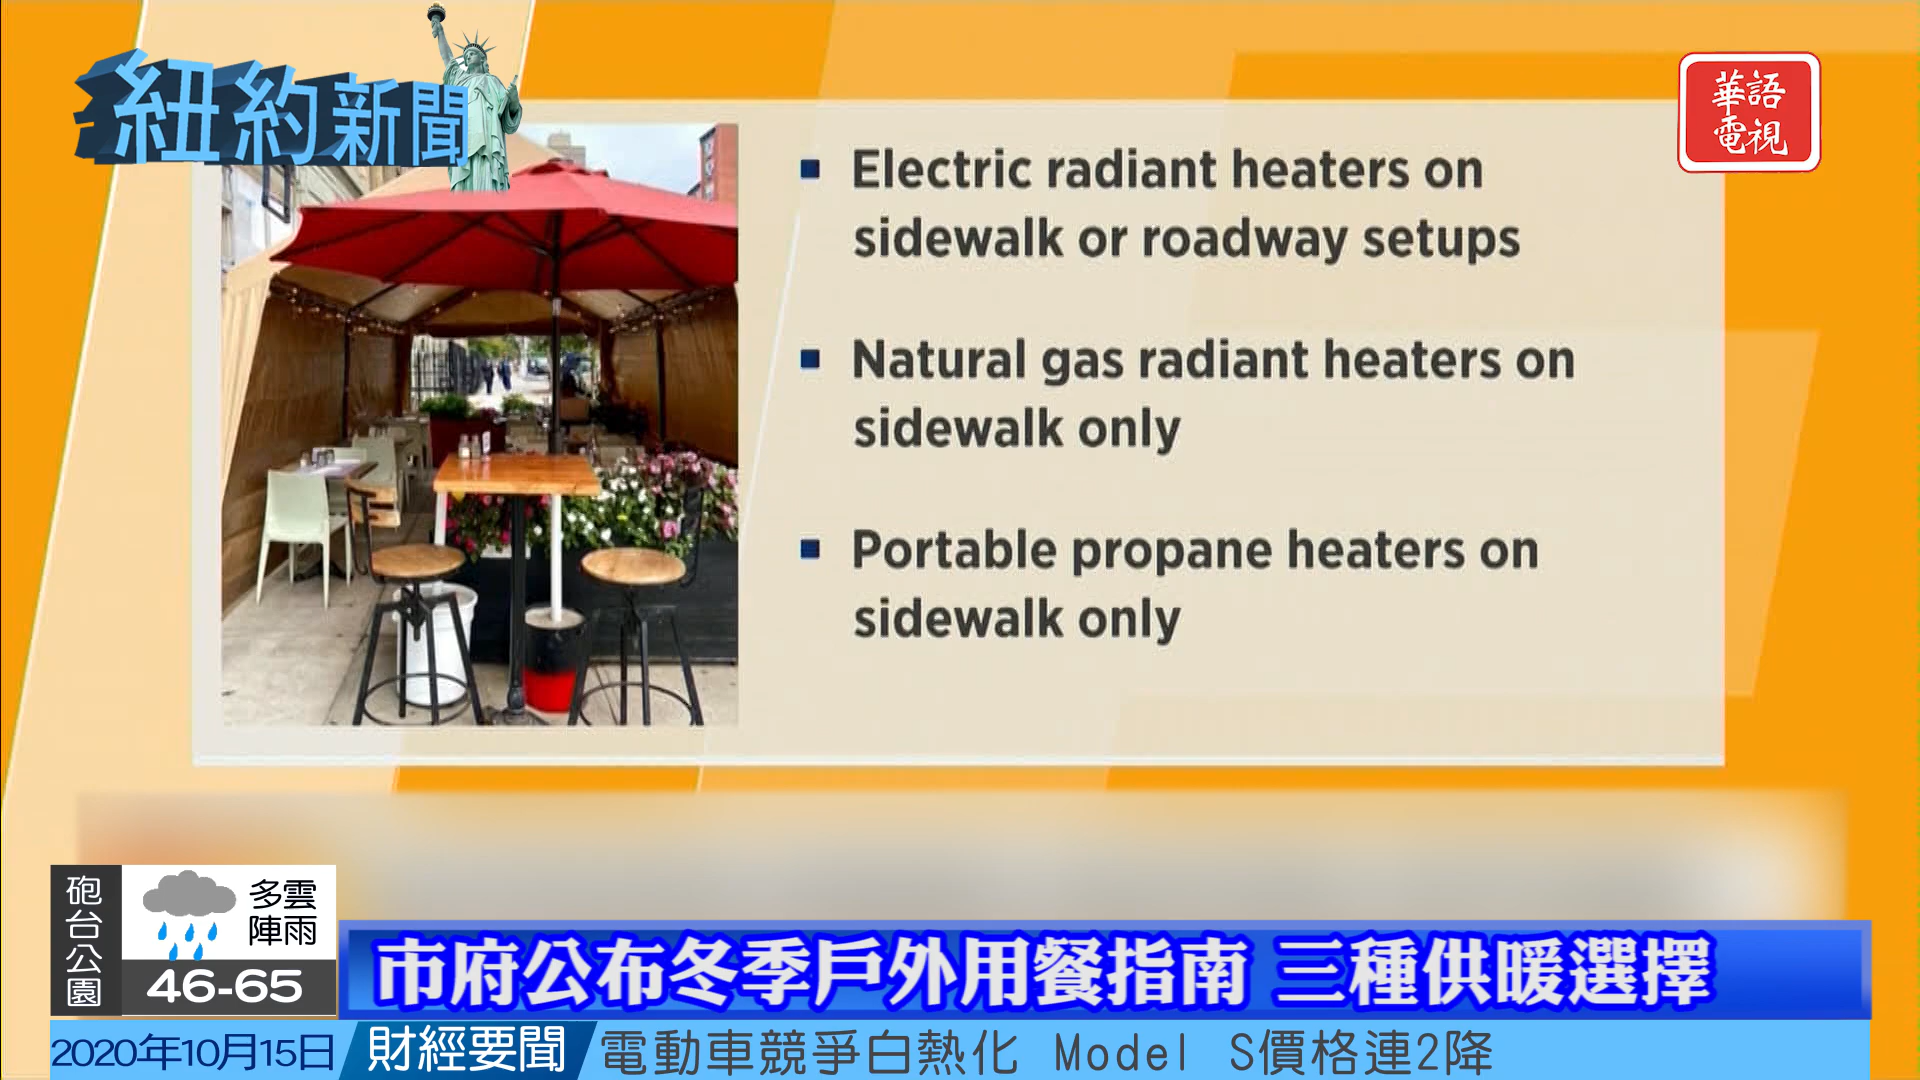 紐約新聞
華語
電視
Electric radiant heaters on
sidewalk or roadway setups
Natural gas radiant heaters on
sidewalk only
Portable propane heaters on
sidewalk only
砲台公園
多雲
陣雨
46-65
市府公布冬季戶外用餐指南 三種供暖選擇
2020年10月15日
財經要聞
電動車競爭白熱化 Model S價格連2降